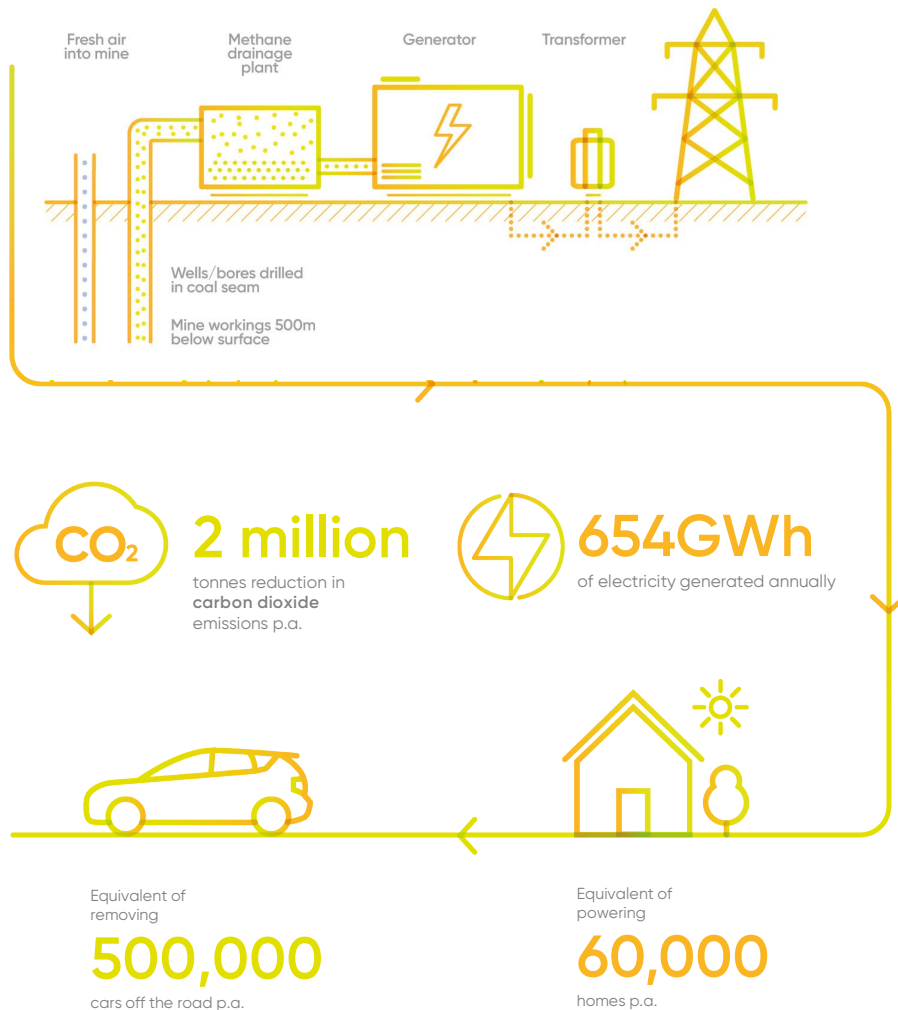 Fresh air
into mine
Methane
drainage
plant
Generator
Transformer
Wells/bores drilled
in coal seam
Mine workings 500m
below surface
CO₂
2 million
tonnes reduction in
carbon dioxide
emissions p.a.
654GWh
of electricity generated annually
Equivalent of
removing
500,000
cars off the road p.a.
Equivalent of
powering
60,000
homes p.a.